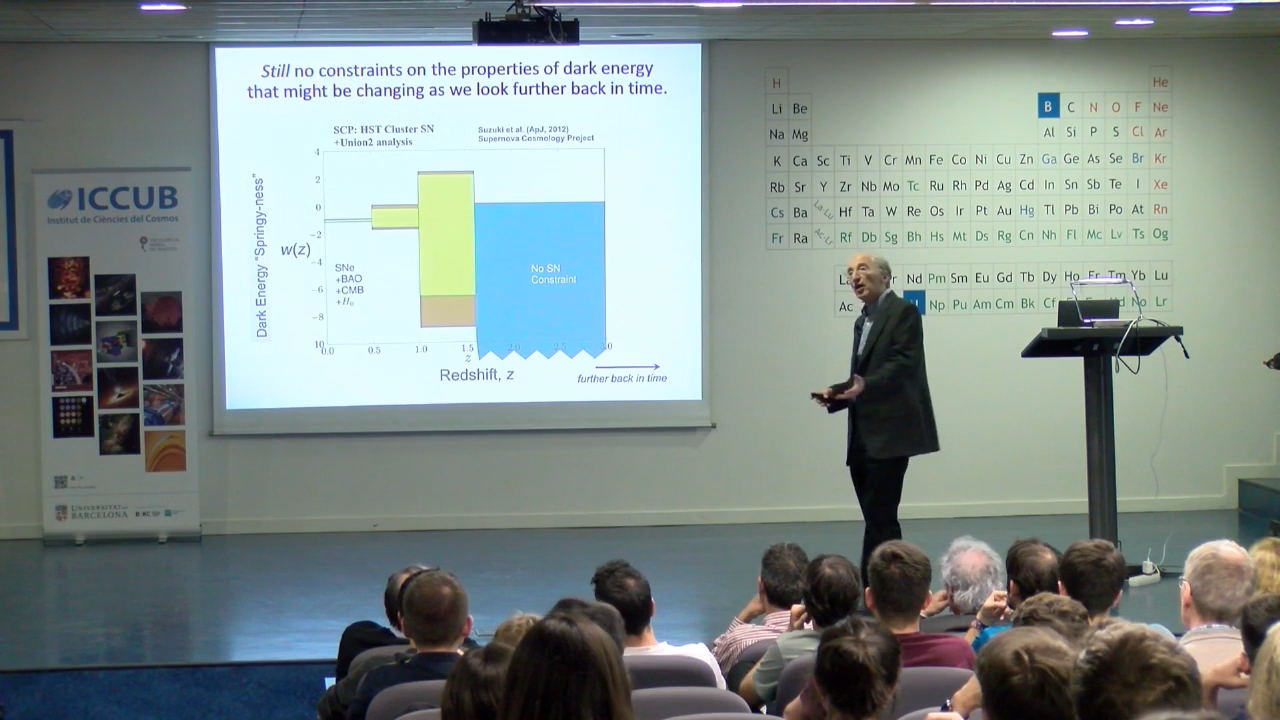 Still no constraints on the properties of dark energy
that might be changing as we look further back in time.
SCP: HST Cluster SN
+Union2 analysis
Suzuki et al. (ApJ, 2012)
Supernova Cosmology Project
Dark Energy "Springy-ness"
w(z)
4
2
0
−2
−4
−6
−8
10
SNe
+BAO
+CMB
+H₀
No SN
Constraint
0.0 0.5 1.0 1.5
z
Redshift, z
further back in time
ICCUB
Institut de Ciències del Cosmos
UNIVERSITAT DE
BARCELONA
H He
Li Be B C N O F Ne
Na Mg Al Si P S Cl Ar
K Ca Sc Ti V Cr Mn Fe Co Ni Cu Zn Ga Ge As Se Br Kr
Rb Sr Y Zr Nb Mo Tc Ru Rh Pd Ag Cd In Sn Sb Te I Xe
Cs Ba La-Lu Hf Ta W Re Os Ir Pt Au Hg Tl Pb Bi Po At Rn
Fr Ra Ac-Lr Rf Db Sg Bh Hs Mt Ds Rg Cn Nh Fl Mc Lv Ts Og
Nd Pm Sm Eu Gd Tb Dy Ho Er Tm Yb Lu
Ac Np Pu Am Cm Bk Cf No Lr